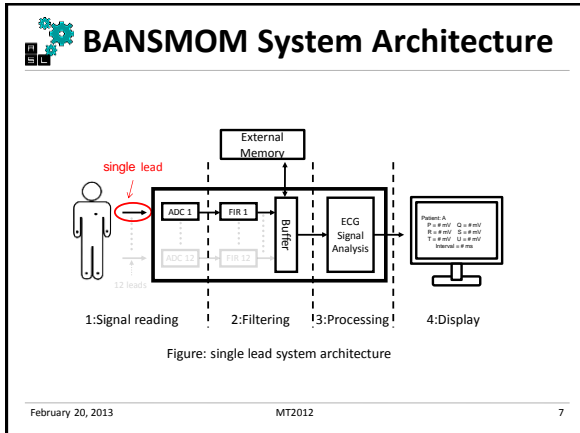 BANSMOM System Architecture
ASL
External
Memory
single lead
ADC 1
FIR 1
Buffer
ECG
Signal
Analysis
ADC 12
FIR 12
12 leads
Patient: A
P = # mV Q = # mV
R = # mV S = # mV
T = # mV U = # mV
Interval = # ms
1:Signal reading
2:Filtering
3:Processing
4:Display
Figure: single lead system architecture
February 20, 2013
MT2012
7